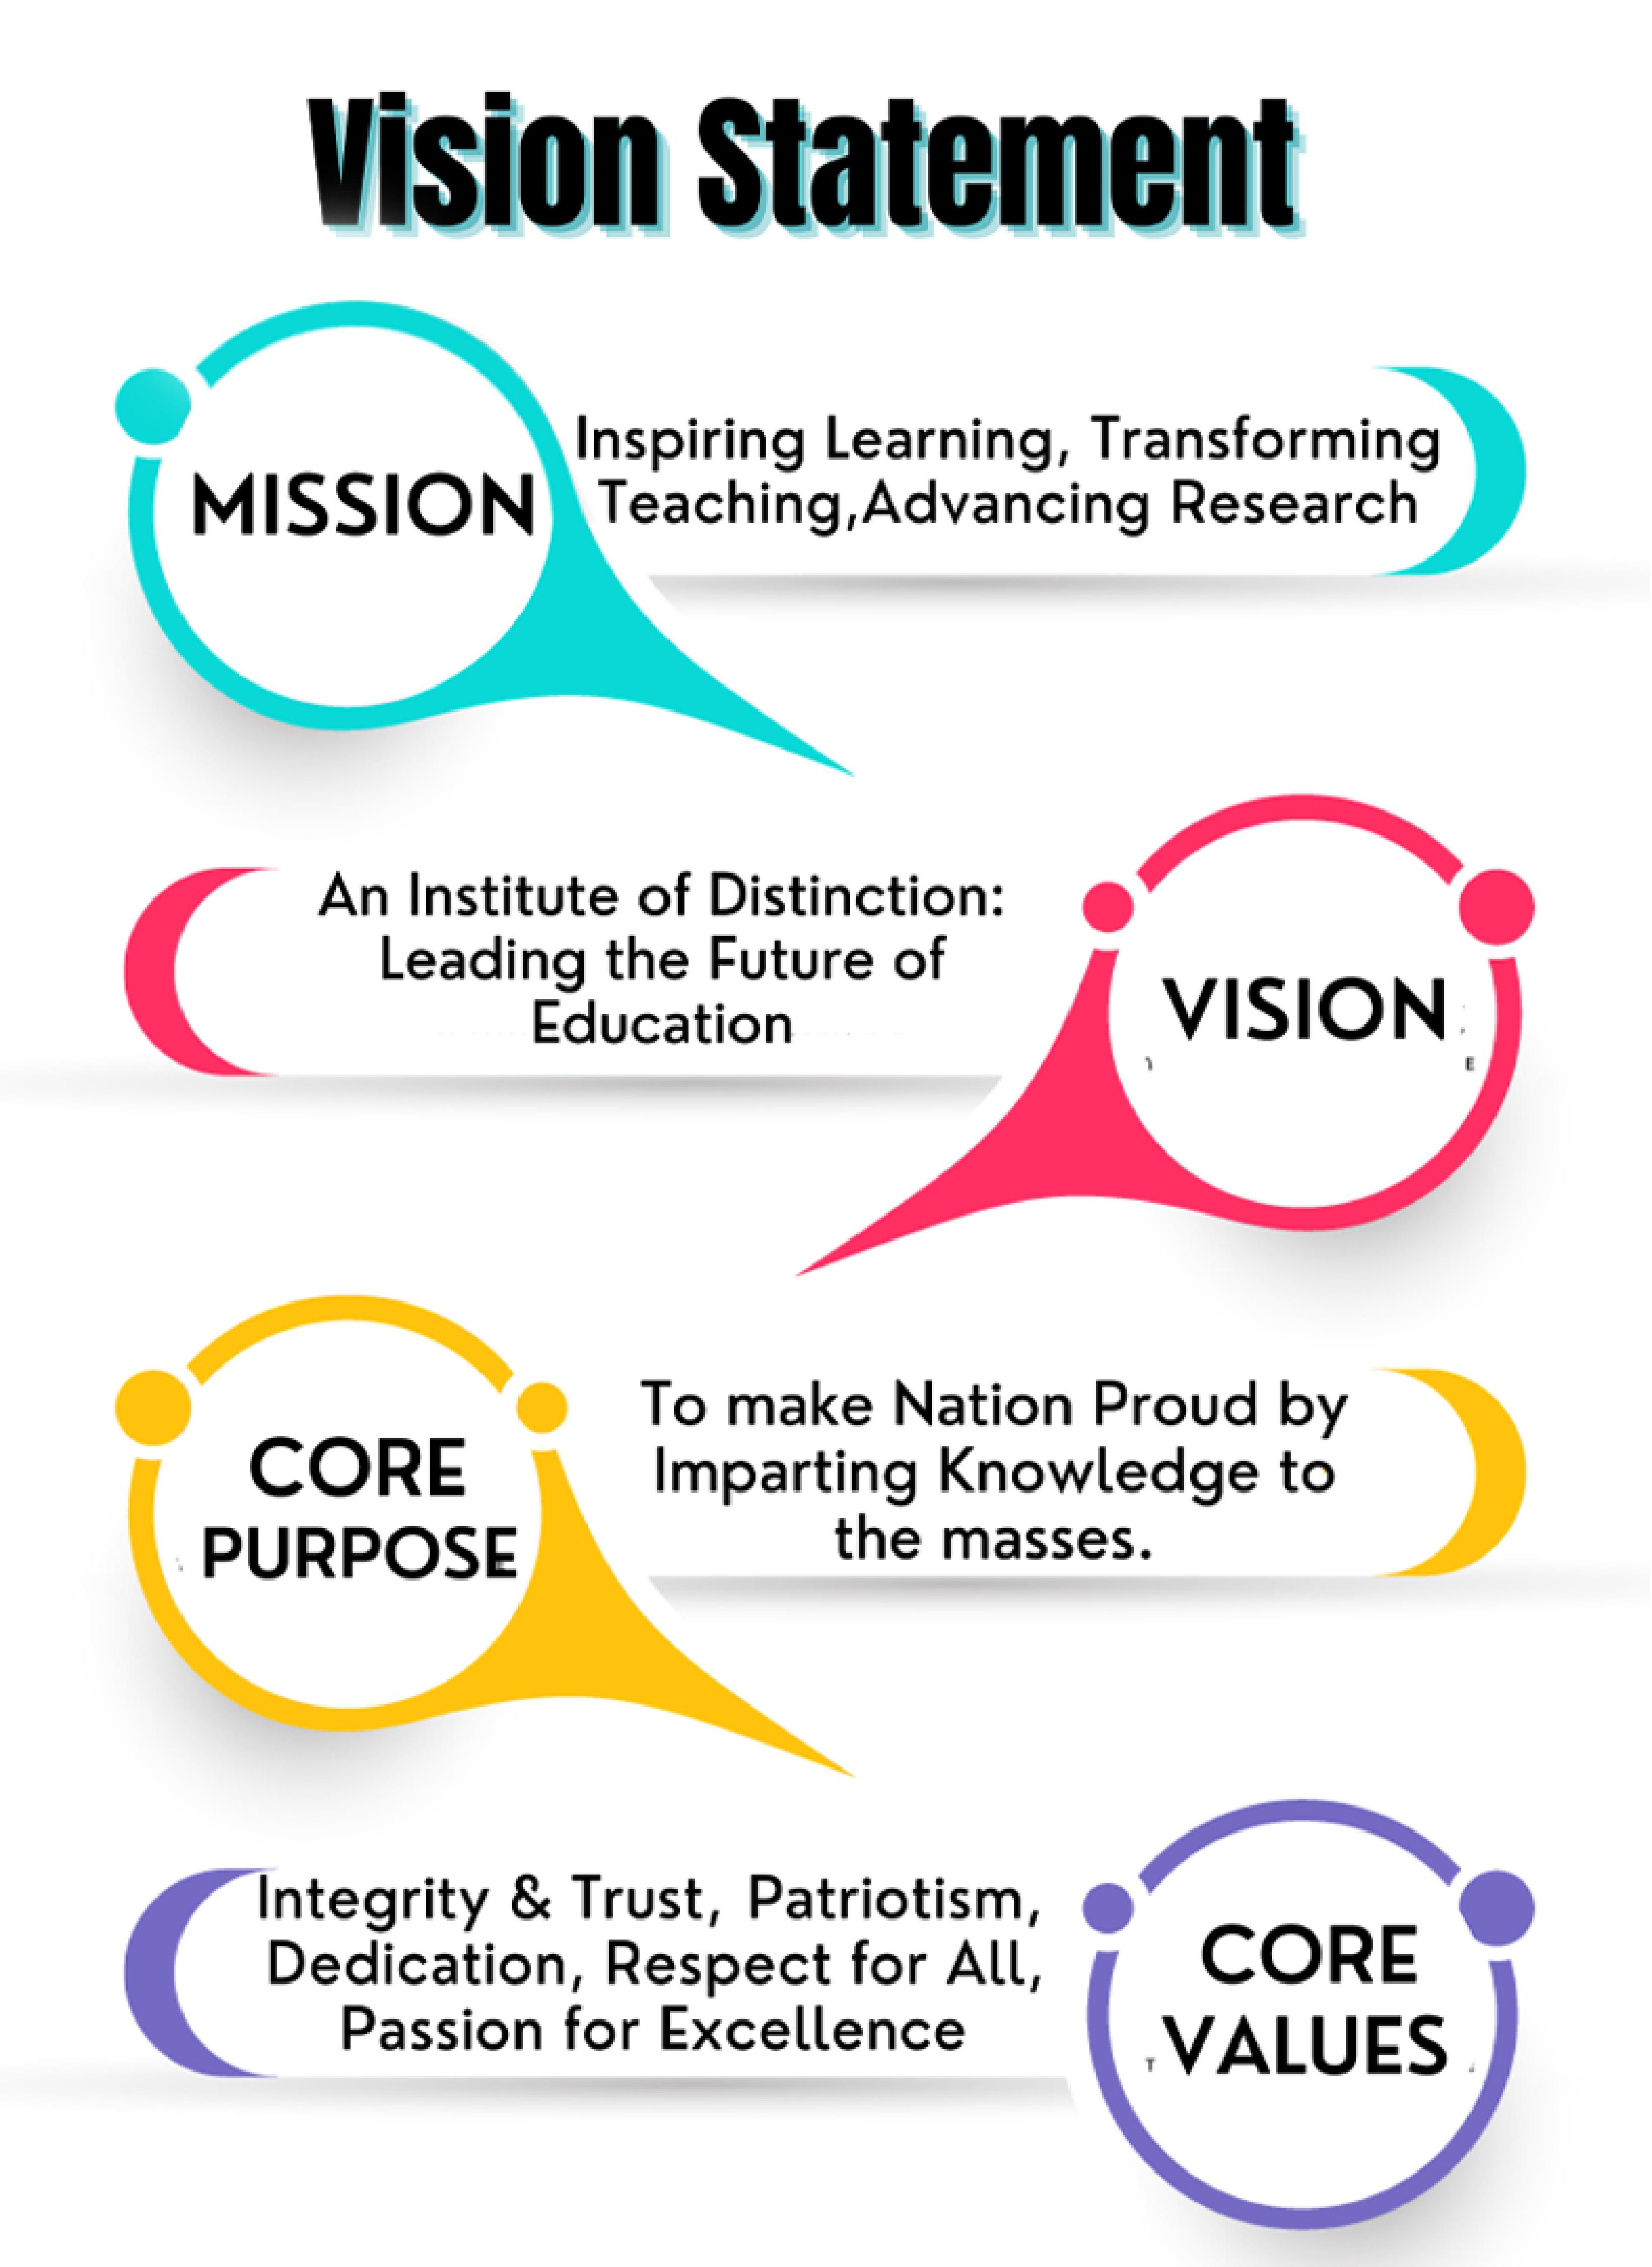 Vision Statement
MISSION
Inspiring Learning, Transforming
Teaching,Advancing Research
An Institute of Distinction:
Leading the Future of
Education
VISION
CORE
PURPOSE
To make Nation Proud by
Imparting Knowledge to
the masses.
Integrity & Trust, Patriotism,
Dedication, Respect for All,
Passion for Excellence
CORE
VALUES